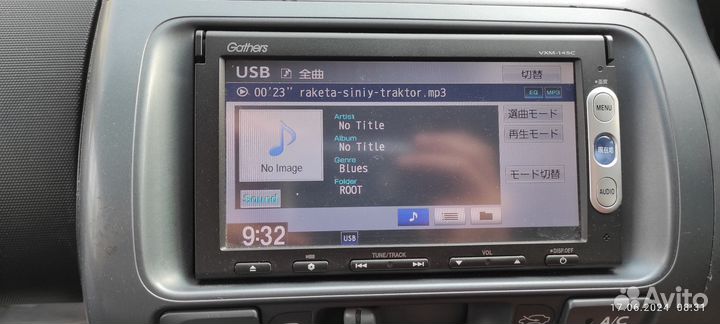 Gathers
VXM-145C
USB 全曲 切替
00'23" raketa-siniy-traktor.mp3 EQ MP3
Artist
No Title
Album
No Title
Genre
Blues
Folder
ROOT
No Image
Sound
選曲モード
再生モード
モード切替
MENU
現在地
AUDIO
9:32 USB
TUNE/TRACK
VOL
DISP.OFF
A/C
Avito
17.06.2024 08:31